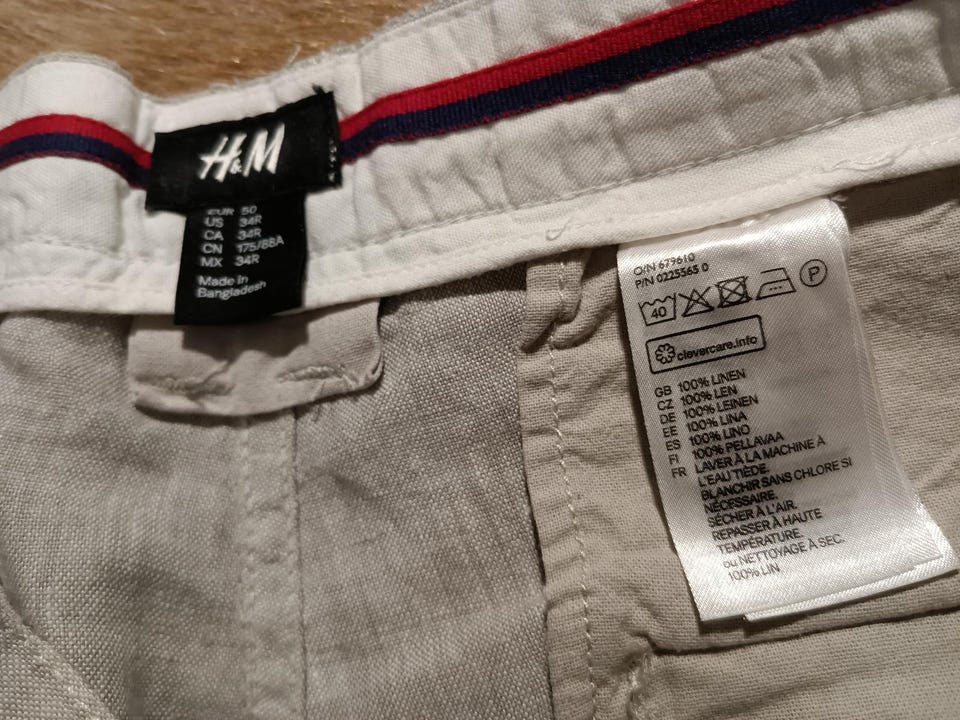 H&M
EUR 50
US 34R
CA 34R
CN 175/88A
MX 34R
Made in
Bangladesh
O/N 679610
P/N 0225365 0
40
P
clevercare.info
GB 100% LINEN
CZ 100% LEN
DE 100% LEINEN
EE 100% LINA
ES 100% LINO
FI 100% PELLAVAA
FR LAVER À LA MACHINE À
L'EAU TIÈDE.
BLANCHIR SANS CHLORE SI
NÉCESSAIRE.
SÉCHER À L'AIR.
REPASSER À HAUTE
TEMPÉRATURE.
ou NETTOYAGE À SEC.
100% LIN